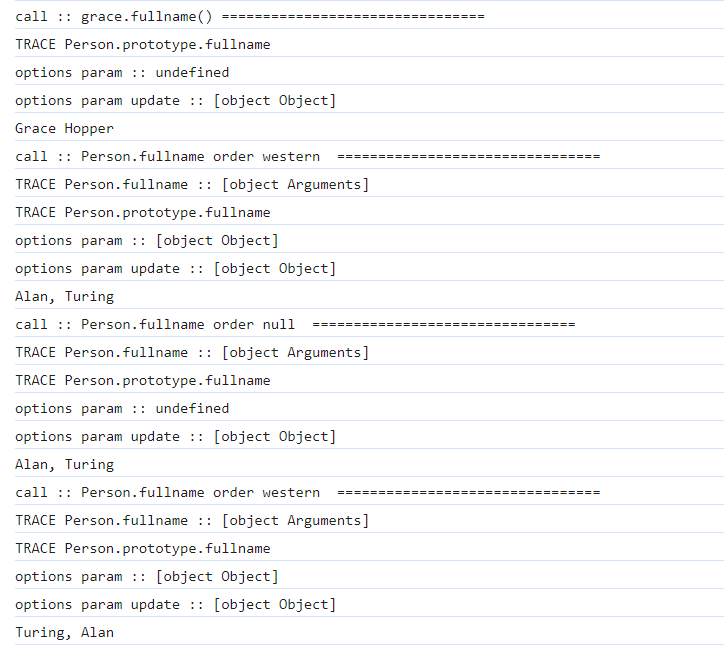 call :: grace.fullname() ================================
TRACE Person.prototype.fullname
options param :: undefined
options param update :: [object Object]
Grace Hopper
call :: Person.fullname order western  ================================
TRACE Person.fullname :: [object Arguments]
TRACE Person.prototype.fullname
options param :: [object Object]
options param update :: [object Object]
Alan, Turing
call :: Person.fullname order null  ================================
TRACE Person.fullname :: [object Arguments]
TRACE Person.prototype.fullname
options param :: undefined
options param update :: [object Object]
Alan, Turing
call :: Person.fullname order western  ================================
TRACE Person.fullname :: [object Arguments]
TRACE Person.prototype.fullname
options param :: [object Object]
options param update :: [object Object]
Turing, Alan